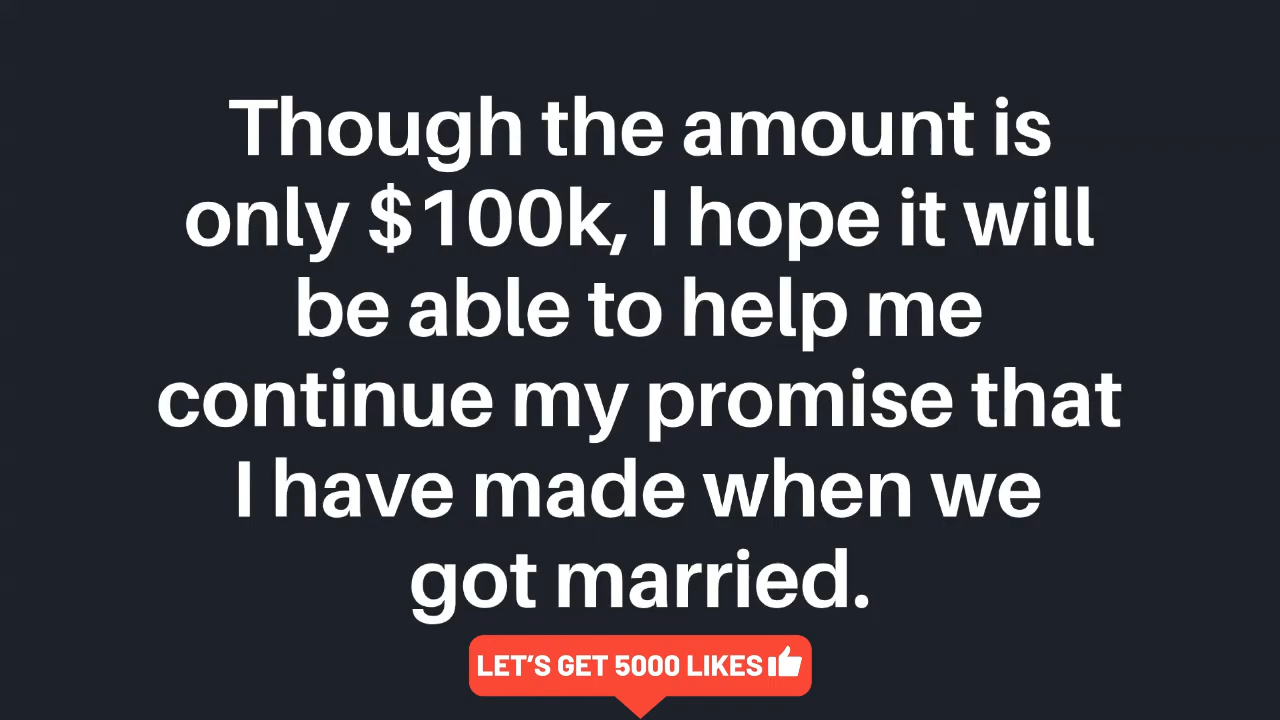 Though the amount is
only $100k, I hope it will
be able to help me
continue my promise that
I have made when we
got married.
LET'S GET 5000 LIKES